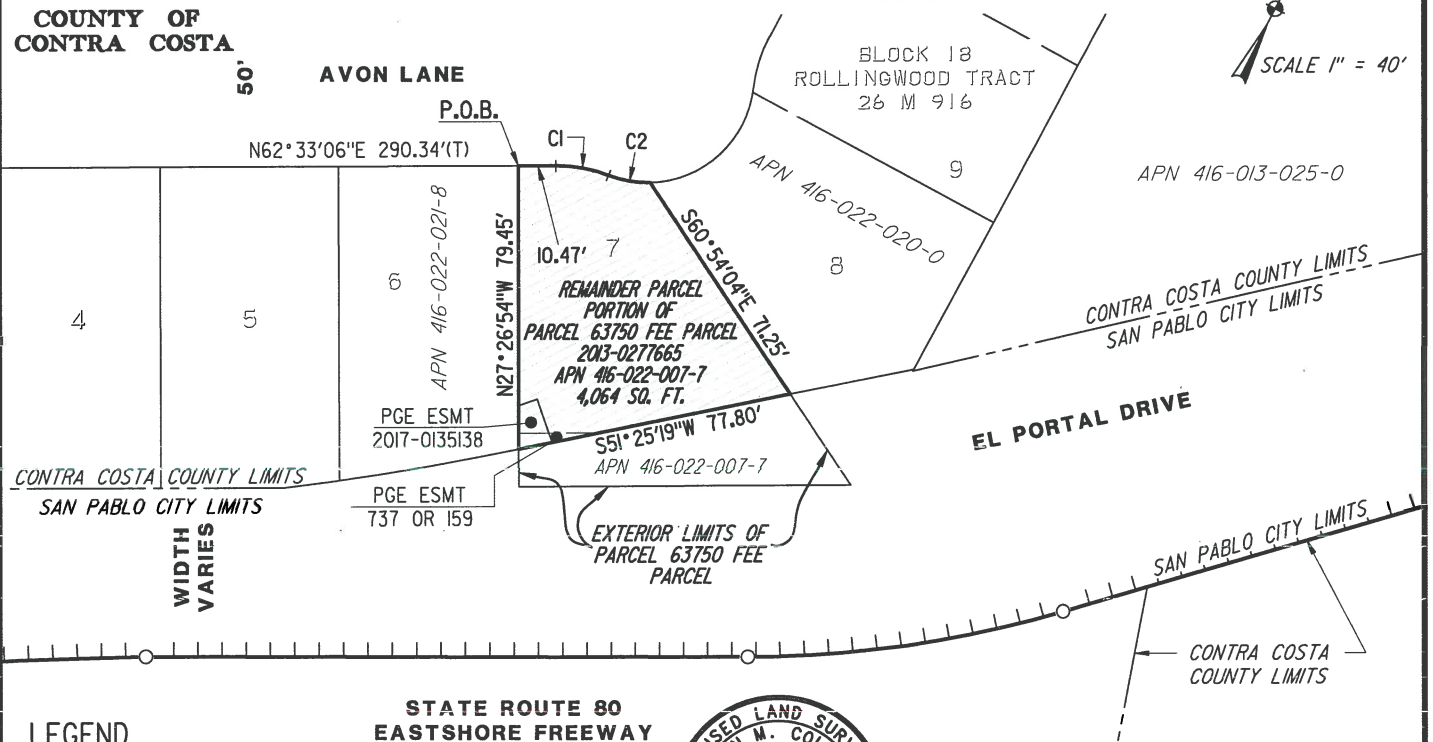 COUNTY OF
CONTRA COSTA
50'
AVON LANE
P.O.B.
C1
C2
N62°33'06"E 290.34'(T)
BLOCK 18
ROLLINGWOOD TRACT
26 M 916
SCALE 1" = 40'
9
APN 416-013-025-0
APN 416-022-020-0
8
4
5
6
APN 416-022-021-8
N27°26'54"W 79.45'
10.47'
7
S60°54'04"E 71.25'
REMAINDER PARCEL
PORTION OF
PARCEL 63750 FEE PARCEL
2013-0277665
APN 416-022-007-7
4,064 SQ. FT.
CONTRA COSTA COUNTY LIMITS
SAN PABLO CITY LIMITS
PGE ESMT
2017-0135138
S51°25'19"W 77.80'
APN 416-022-007-7
EL PORTAL DRIVE
CONTRA COSTA COUNTY LIMITS
SAN PABLO CITY LIMITS
PGE ESMT
737 OR 159
WIDTH
VARIES
EXTERIOR LIMITS OF
PARCEL 63750 FEE
PARCEL
SAN PABLO CITY LIMITS
CONTRA COSTA
COUNTY LIMITS
STATE ROUTE 80
EASTSHORE FREEWAY
LEGEND
LAND
M.